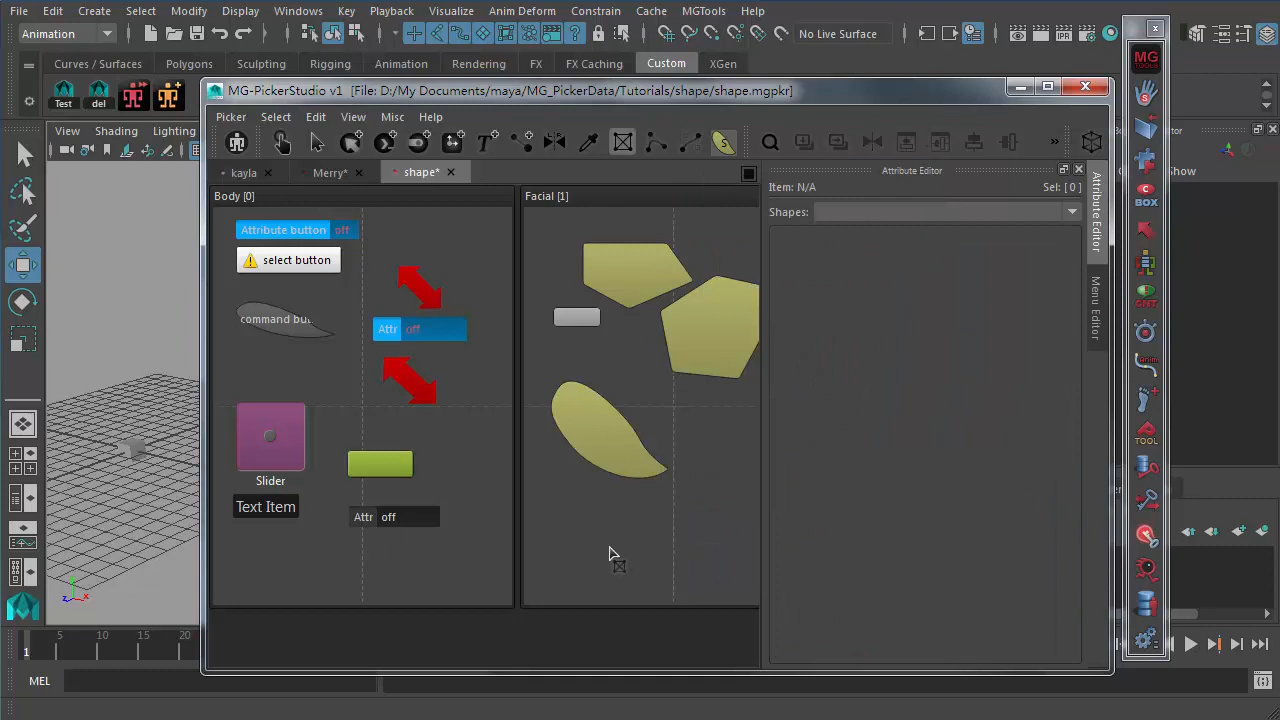 File Edit Create Select Modify Display Windows Key Playback Visualize Anim Deform Constrain Cache MGTools Help
Animation No Live Surface
Curves / Surfaces Polygons Sculpting Rigging Animation Rendering FX FX Caching Custom XGen
Test del
MG-PickerStudio v1 [File: D:/My Documents/maya/MG_PickerData/Tutorials/shape/shape.mgpkr]
Picker Select Edit View Misc Help
View Shading Lighting
kayla Merry* shape*
Attribute Editor
Body [0] Facial [1]
Item: N/A Sel: [ 0 ]
Shapes:
Attribute button off
select button
command but
Attr off
Slider
Text Item
Attr off
Attribute Editor
Menu Editor
Editor
Show
MG
TOOLS
BOX
CNT
Anim
TOOL
5 10 15 20
1
MEL